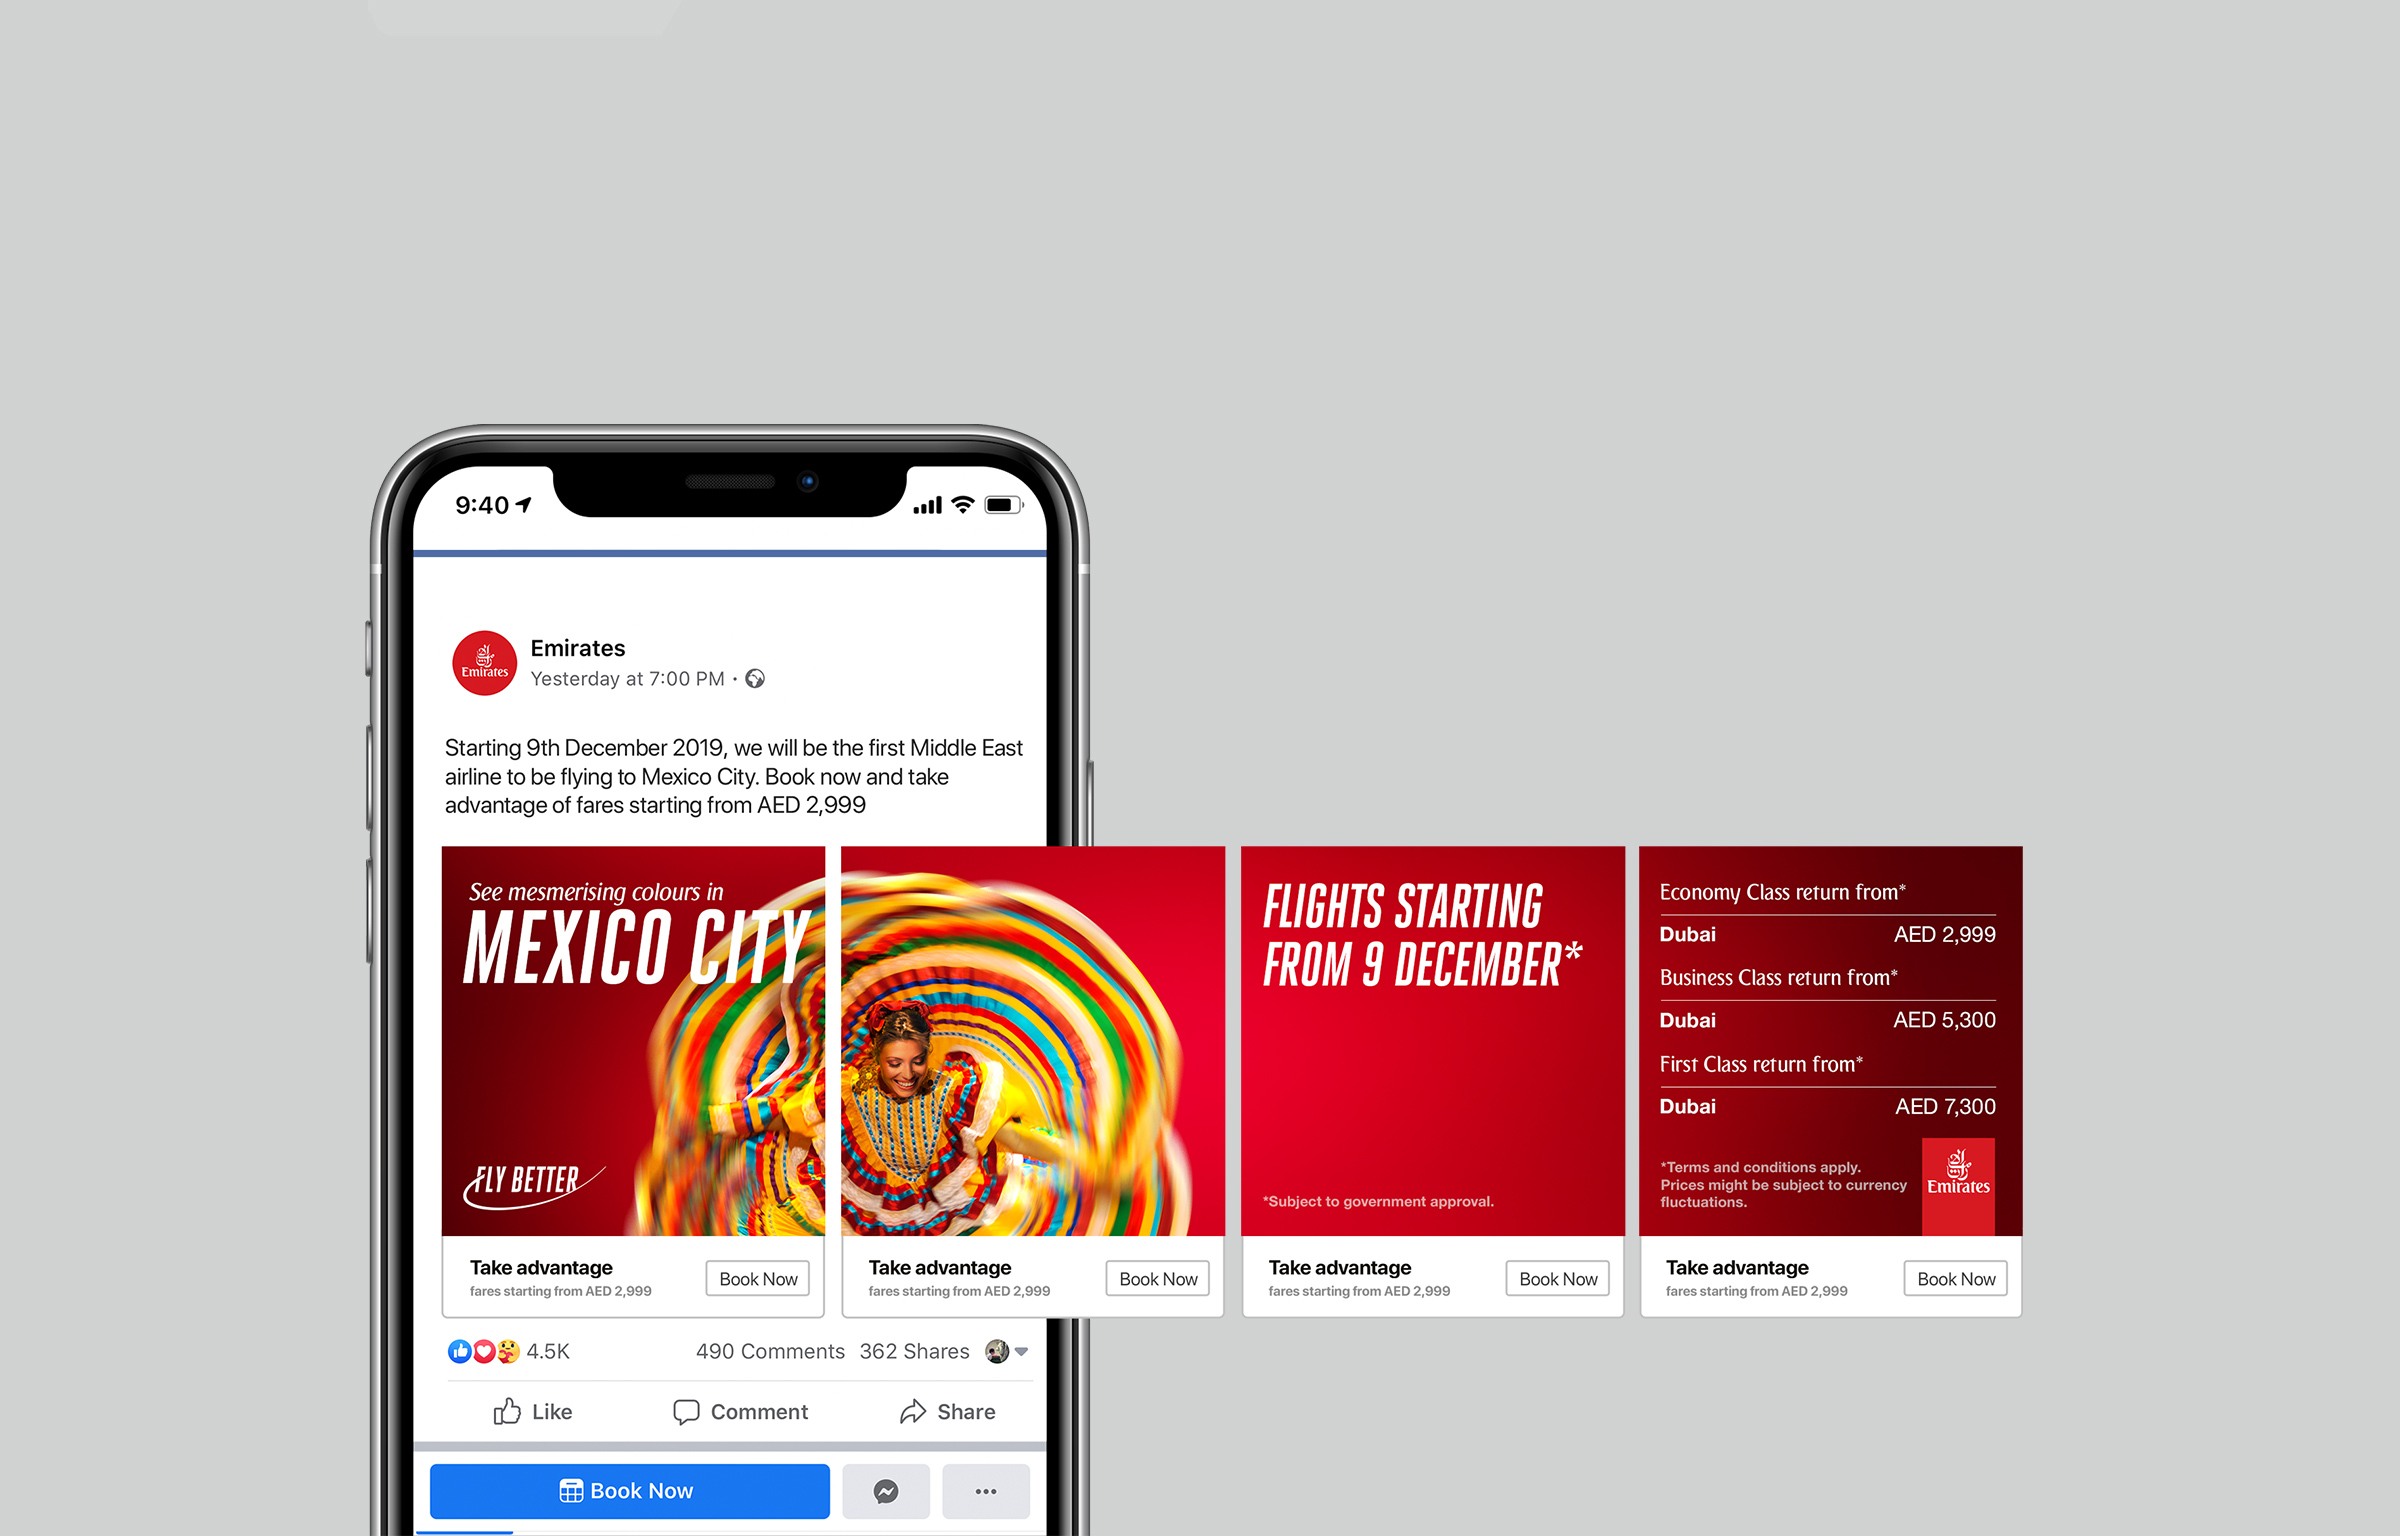 9:40
Emirates
Emirates
Yesterday at 7:00 PM ·
Starting 9th December 2019, we will be the first Middle East
airline to be flying to Mexico City. Book now and take
advantage of fares starting from AED 2,999
See mesmerising colours in
MEXICO CITY
FLY BETTER
Take advantage
fares starting from AED 2,999
Book Now
Take advantage
fares starting from AED 2,999
Book Now
FLIGHTS STARTING
FROM 9 DECEMBER*
*Subject to government approval.
Take advantage
fares starting from AED 2,999
Book Now
Economy Class return from*
Dubai AED 2,999
Business Class return from*
Dubai AED 5,300
First Class return from*
Dubai AED 7,300
*Terms and conditions apply.
Prices might be subject to currency
fluctuations.
Emirates
Take advantage
fares starting from AED 2,999
Book Now
4.5K 490 Comments 362 Shares
Like Comment Share
Book Now